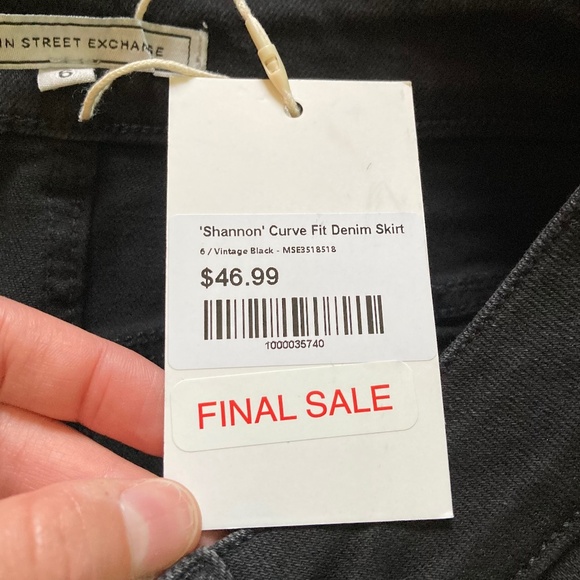 IN STREET EXCHANGE
6
'Shannon' Curve Fit Denim Skirt
6 / Vintage Black - MSE3518518
$46.99
1000035740
FINAL SALE